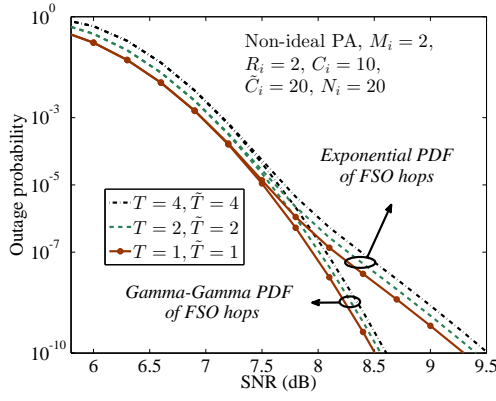 Non-ideal PA, M_i = 2,
R_i = 2, C_i = 10,
C̃_i = 20, N_i = 20
Exponential PDF
of FSO hops
T = 4, T̃ = 4
T = 2, T̃ = 2
T = 1, T̃ = 1
Gamma-Gamma PDF
of FSO hops
Outage probability
10^0
10^-3
10^-5
10^-7
10^-10
6 6.5 7 7.5 8 8.5 9 9.5
SNR (dB)